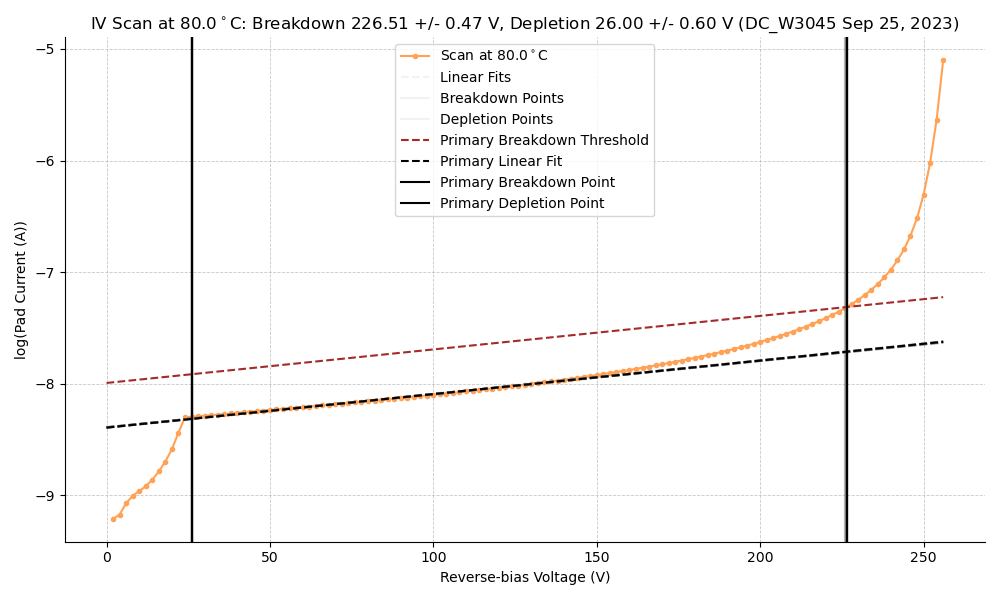 IV Scan at 80.0°C: Breakdown 226.51 +/- 0.47 V, Depletion 26.00 +/- 0.60 V (DC_W3045 Sep 25, 2023)
Scan at 80.0°C
Linear Fits
Breakdown Points
Depletion Points
Primary Breakdown Threshold
Primary Linear Fit
Primary Breakdown Point
Primary Depletion Point
log(Pad Current (A))
−5
−6
−7
−8
−9
0
50
100
150
200
250
Reverse-bias Voltage (V)